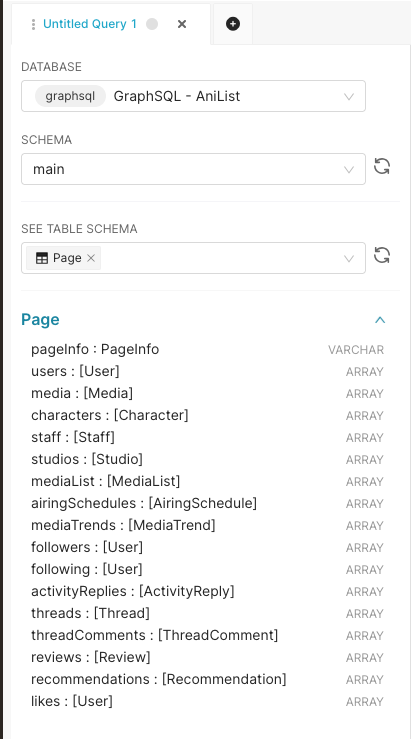 Untitled Query 1
DATABASE
graphsql GraphSQL - AniList
SCHEMA
main
SEE TABLE SCHEMA
Page
Page
pageInfo : PageInfo VARCHAR
users : [User] ARRAY
media : [Media] ARRAY
characters : [Character] ARRAY
staff : [Staff] ARRAY
studios : [Studio] ARRAY
mediaList : [MediaList] ARRAY
airingSchedules : [AiringSchedule] ARRAY
mediaTrends : [MediaTrend] ARRAY
followers : [User] ARRAY
following : [User] ARRAY
activityReplies : [ActivityReply] ARRAY
threads : [Thread] ARRAY
threadComments : [ThreadComment] ARRAY
reviews : [Review] ARRAY
recommendations : [Recommendation] ARRAY
likes : [User] ARRAY